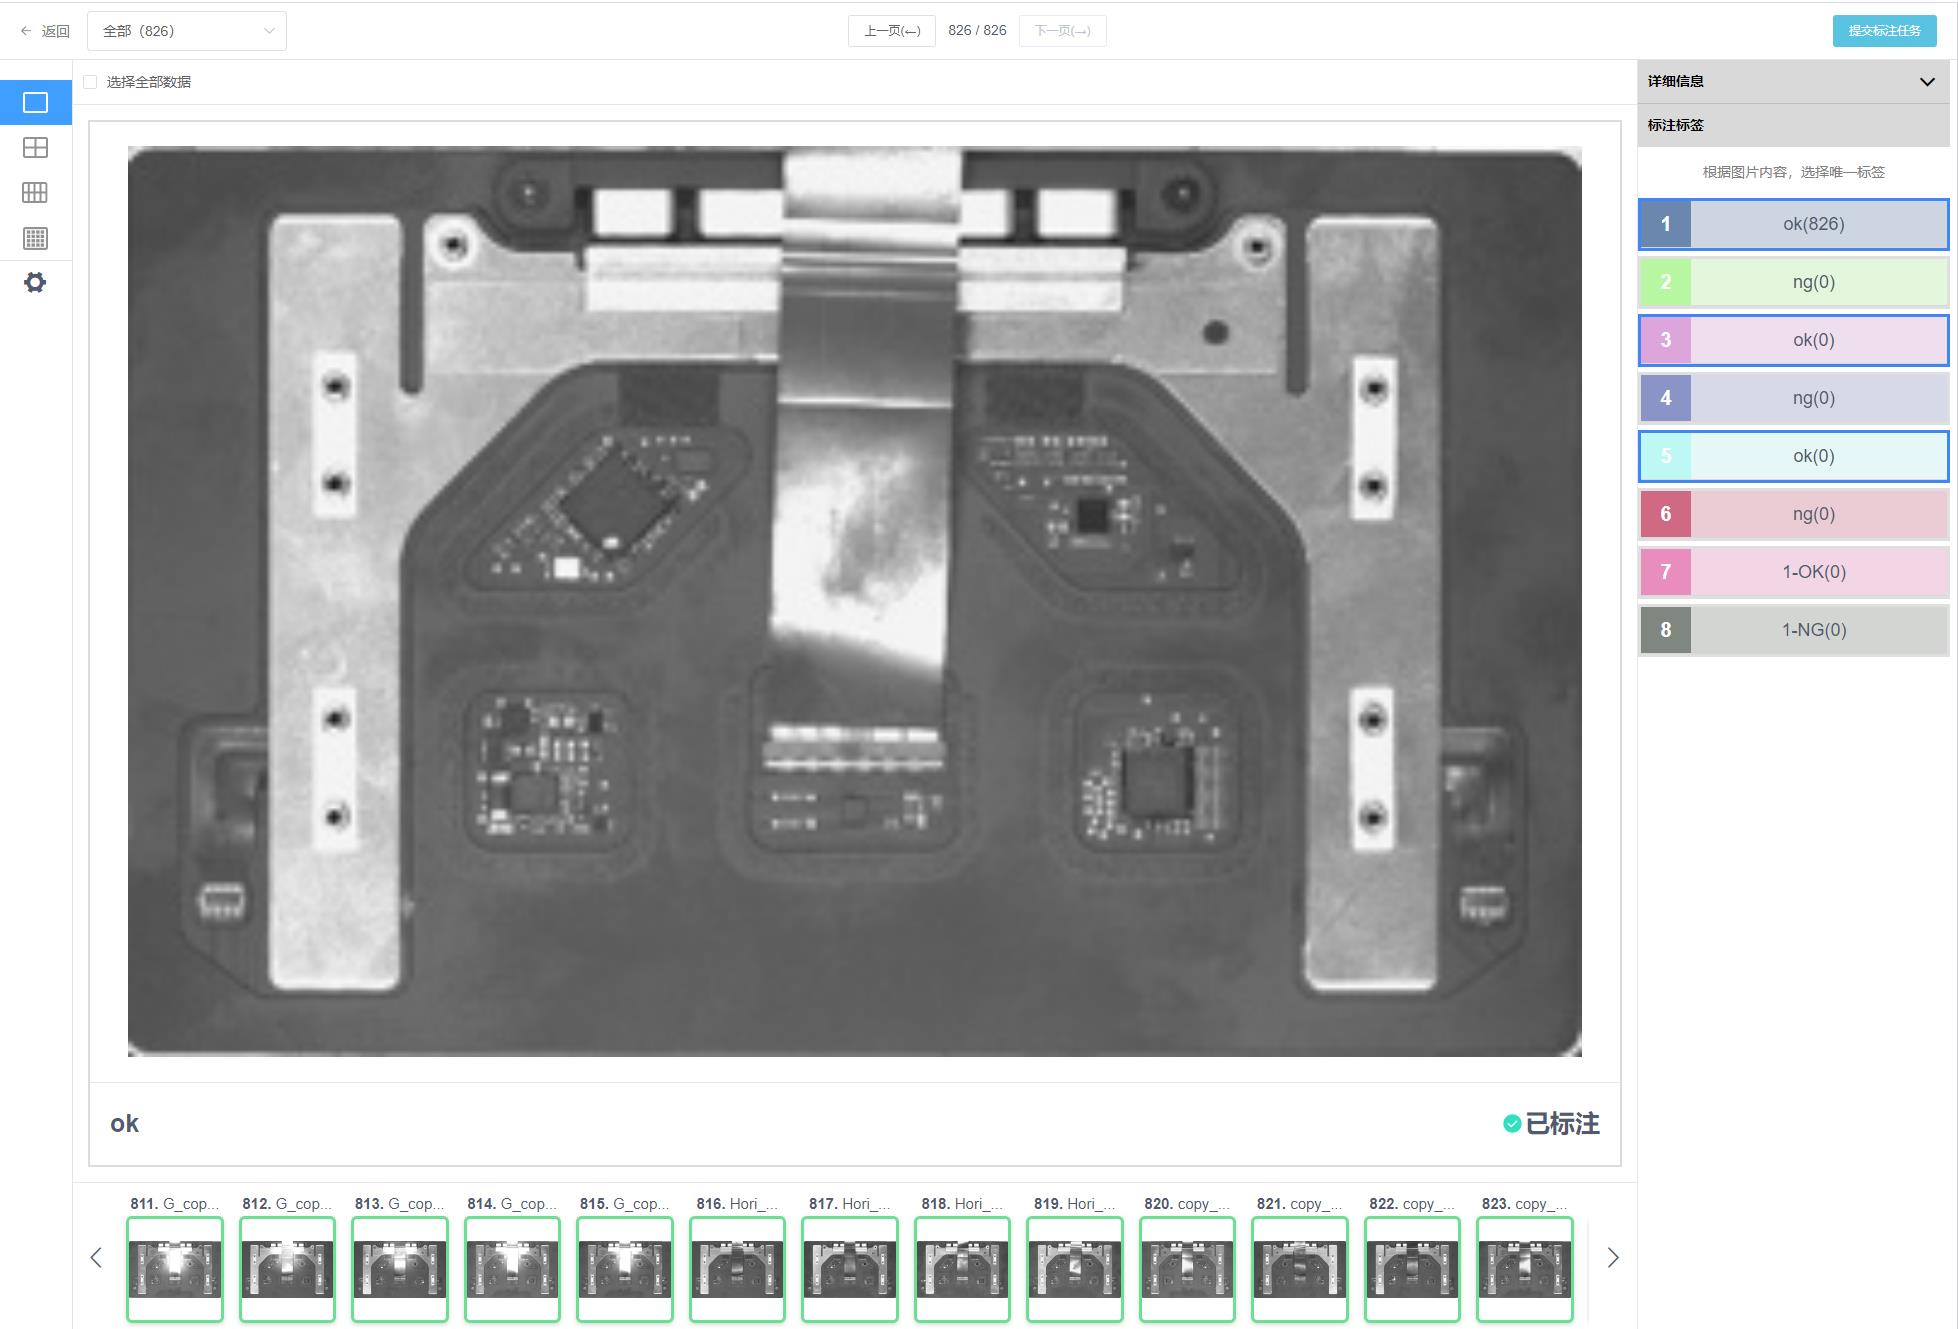 ← 返回
全部（826）
上一页(←)
826 / 826
下一页(→)
提交标注任务
选择全部数据
详细信息
标注标签
根据图片内容，选择唯一标签
1 ok(826)
2 ng(0)
3 ok(0)
4 ng(0)
5 ok(0)
6 ng(0)
7 1-OK(0)
8 1-NG(0)
ok
已标注
811. G_cop...
812. G_cop...
813. G_cop...
814. G_cop...
815. G_cop...
816. Hori_...
817. Hori_...
818. Hori_...
819. Hori_...
820. copy_...
821. copy_...
822. copy_...
823. copy_...